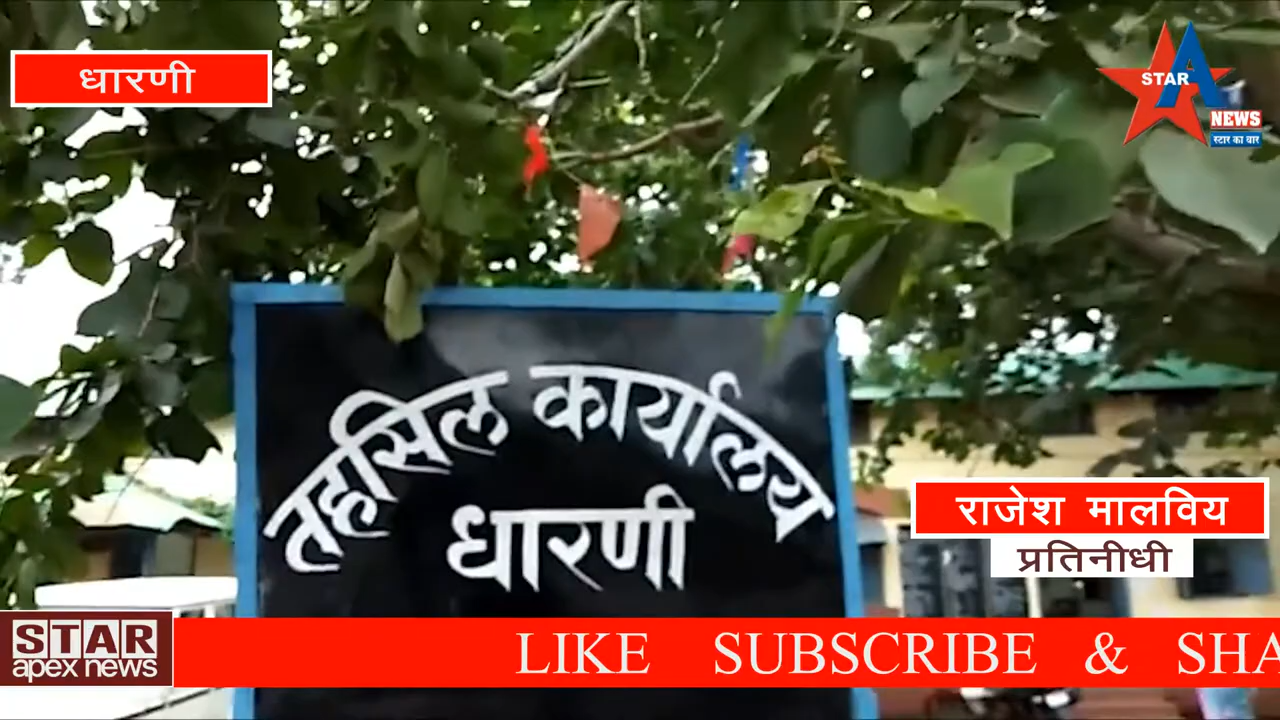 धारणी
STAR
A
NEWS
स्टार का वार
तहसिल कार्यालय
धारणी
राजेश मालविय
प्रतिनीधी
STAR
apex news
LIKE SUBSCRIBE & SHA